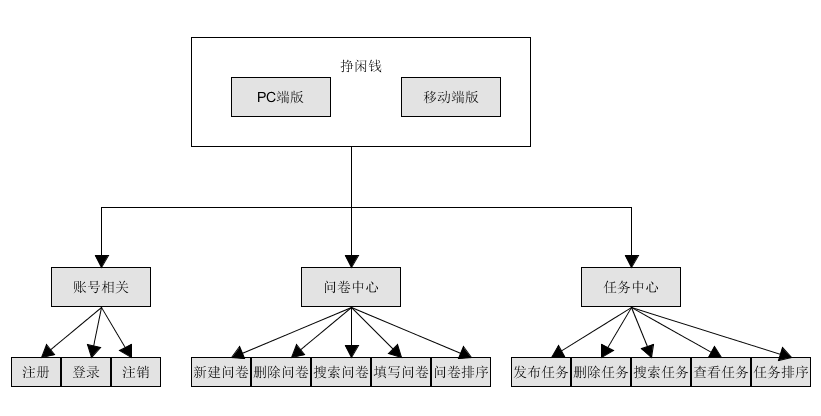 挣闲钱
PC端版
移动端版
账号相关
问卷中心
任务中心
注册
登录
注销
新建问卷
删除问卷
搜索问卷
填写问卷
问卷排序
发布任务
删除任务
搜索任务
查看任务
任务排序